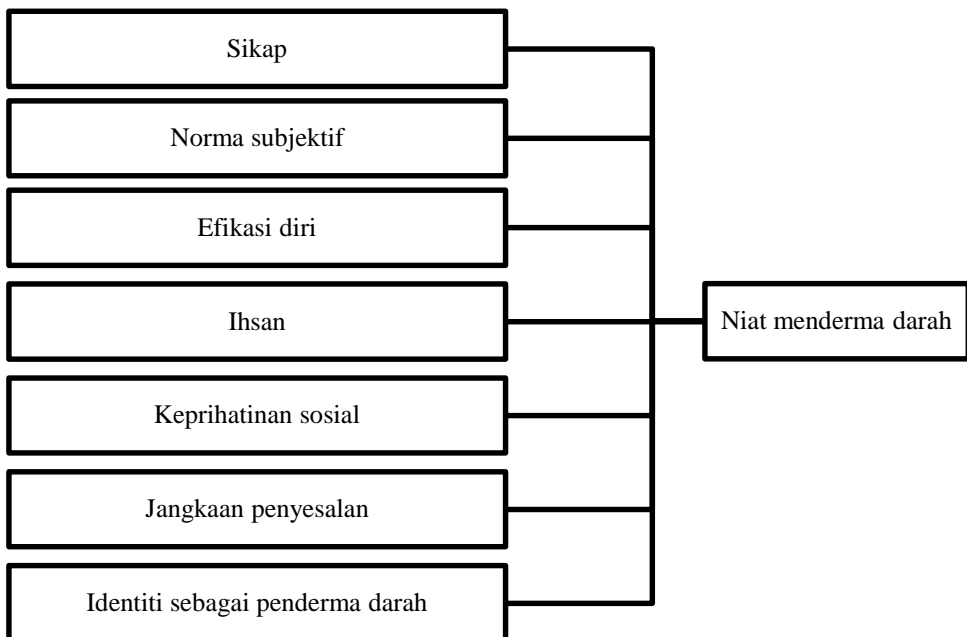 Sikap
Norma subjektif
Efikasi diri
Ihsan
Niat menderma darah
Keprihatinan sosial
Jangkaan penyesalan
Identiti sebagai penderma darah